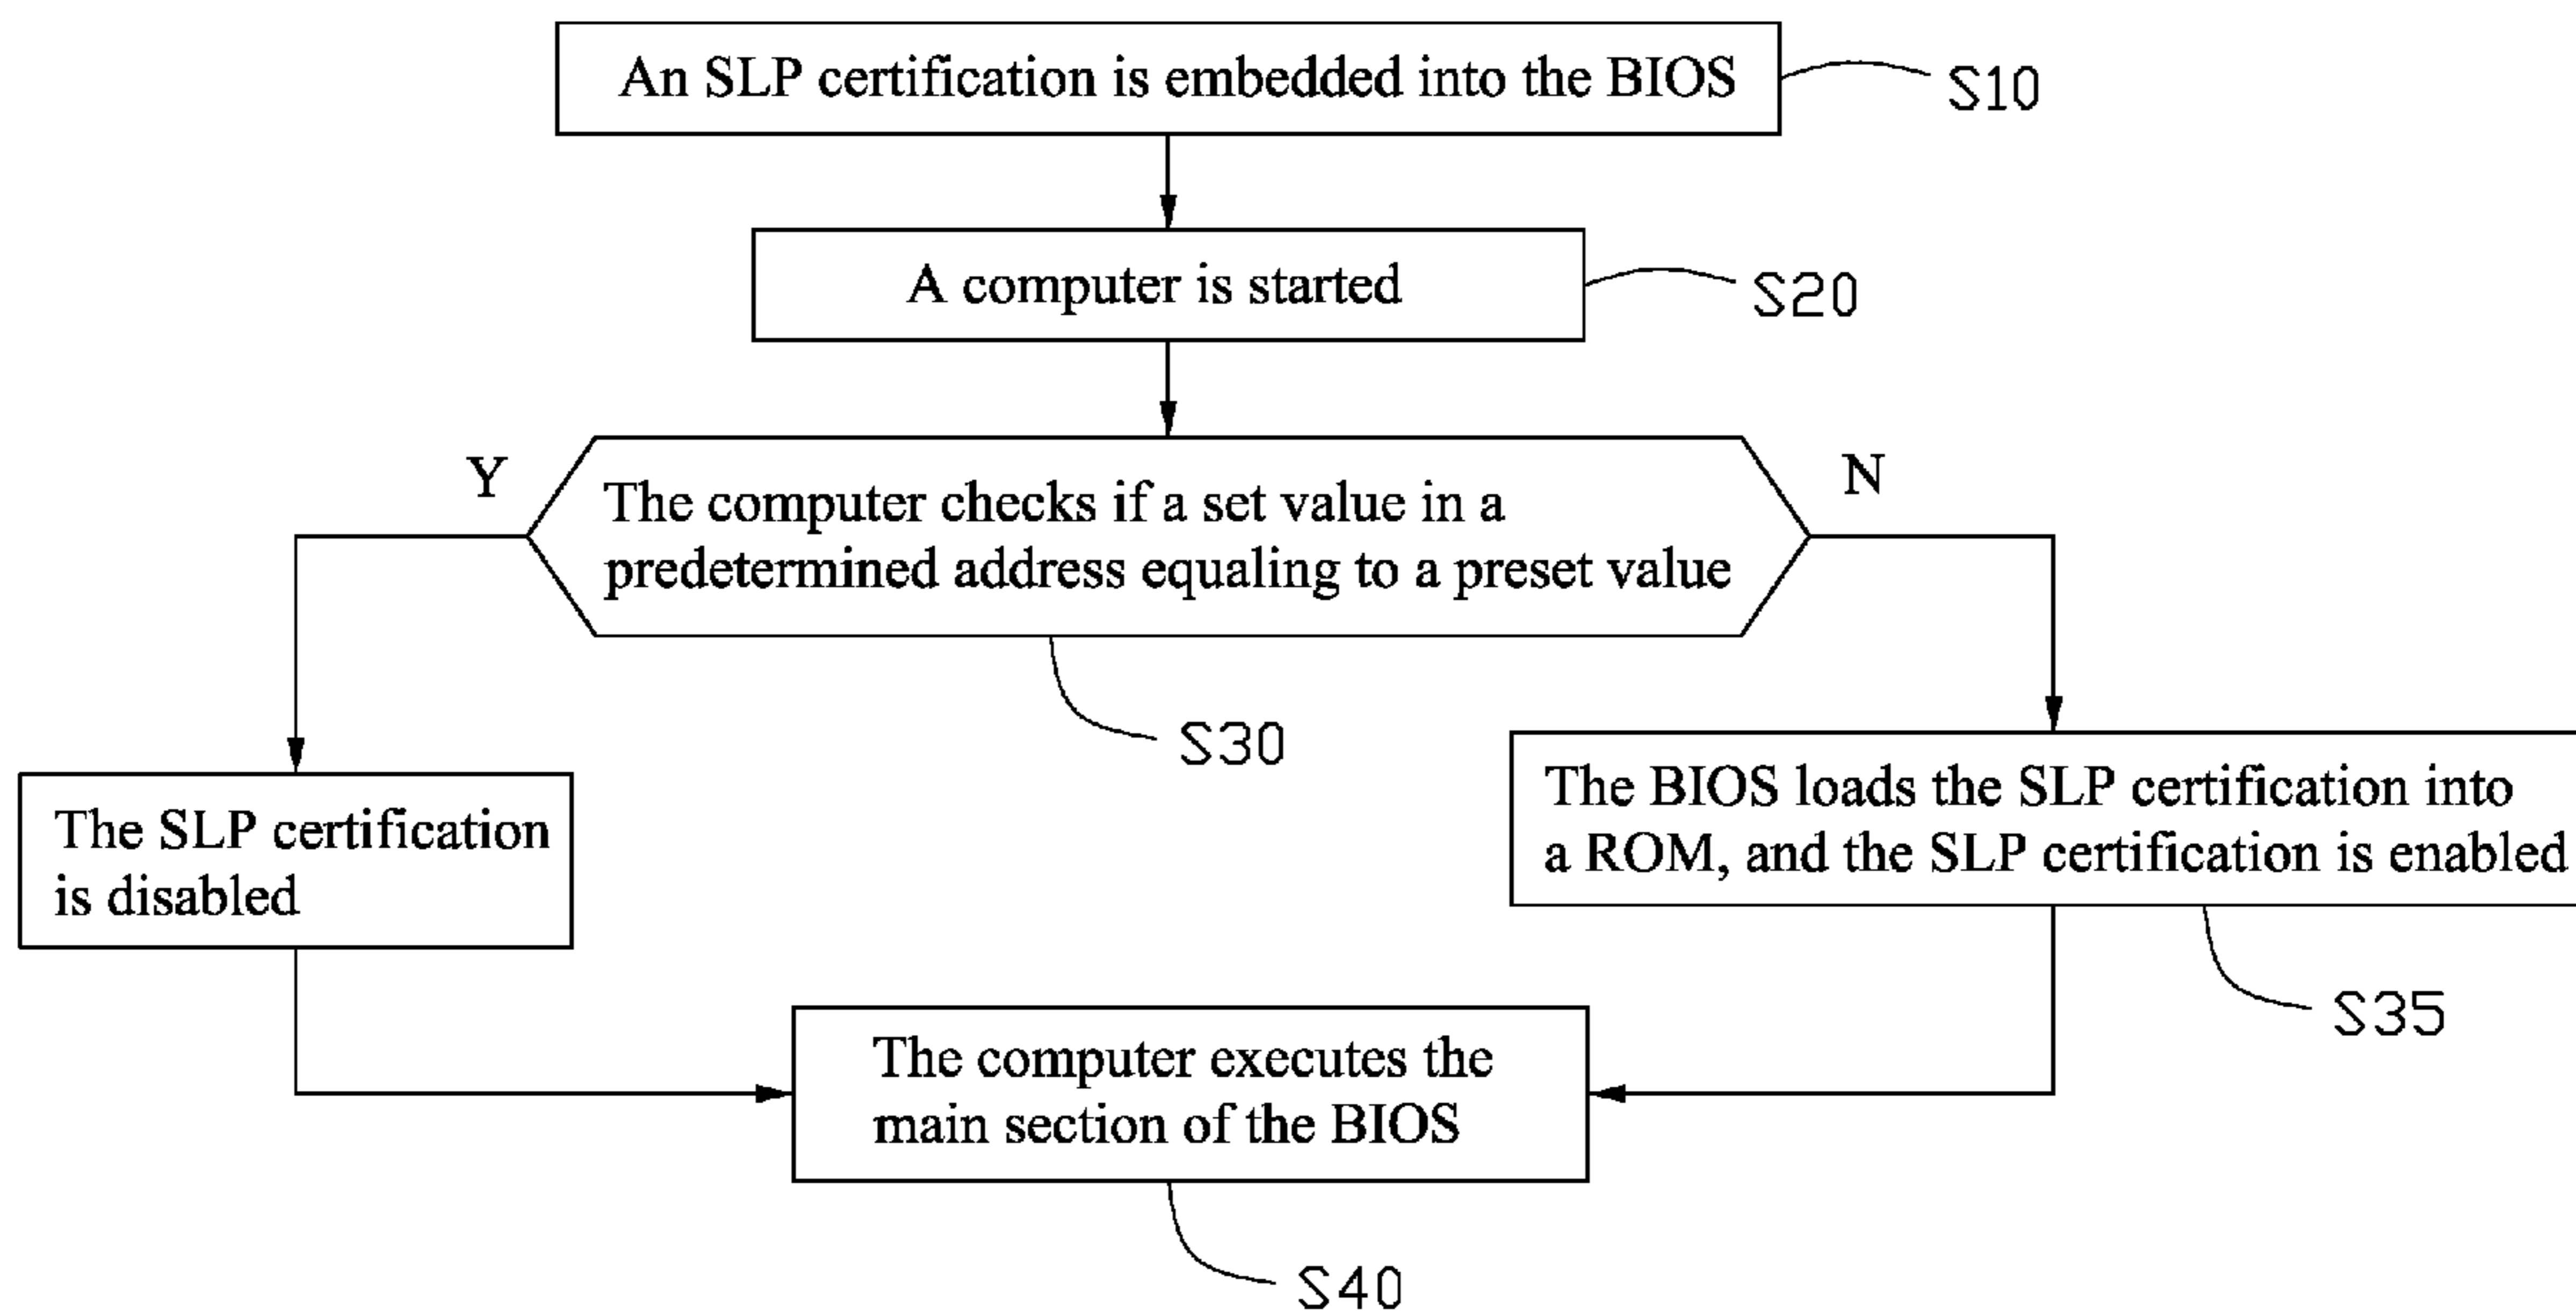 An SLP certification is embedded into the BIOS
S10
A computer is started
S20
Y
N
The computer checks if a set value in a
predetermined address equaling to a preset value
S30
The SLP certification
is disabled
The BIOS loads the SLP certification into
a ROM, and the SLP certification is enabled
S35
The computer executes the
main section of the BIOS
S40